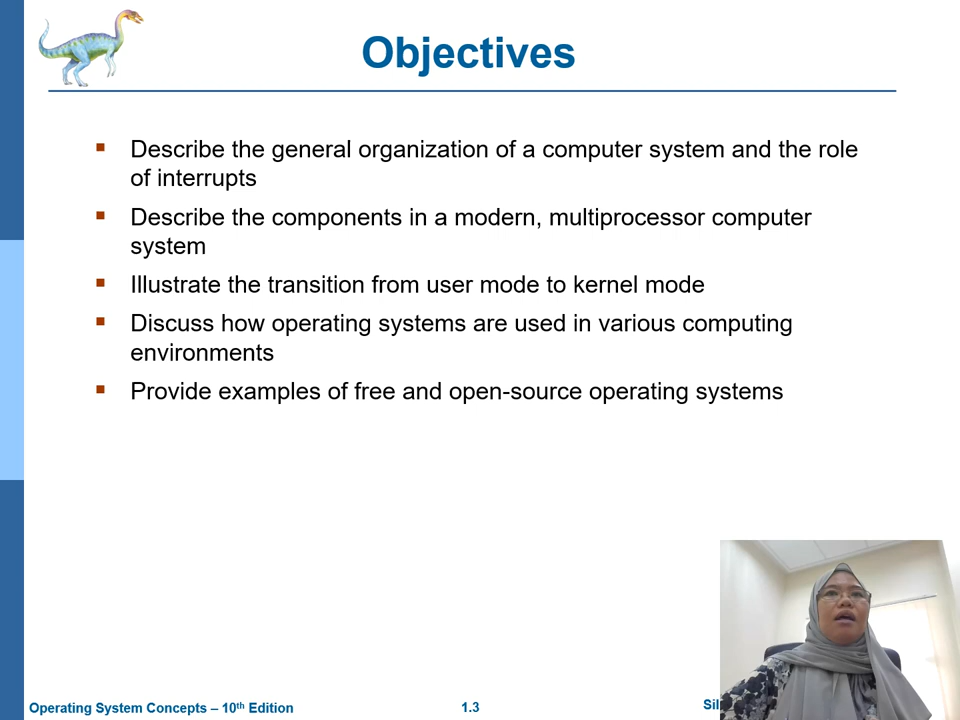 Objectives
▪ Describe the general organization of a computer system and the role
of interrupts
▪ Describe the components in a modern, multiprocessor computer
system
▪ Illustrate the transition from user mode to kernel mode
▪ Discuss how operating systems are used in various computing
environments
▪ Provide examples of free and open-source operating systems
Operating System Concepts – 10th Edition
1.3